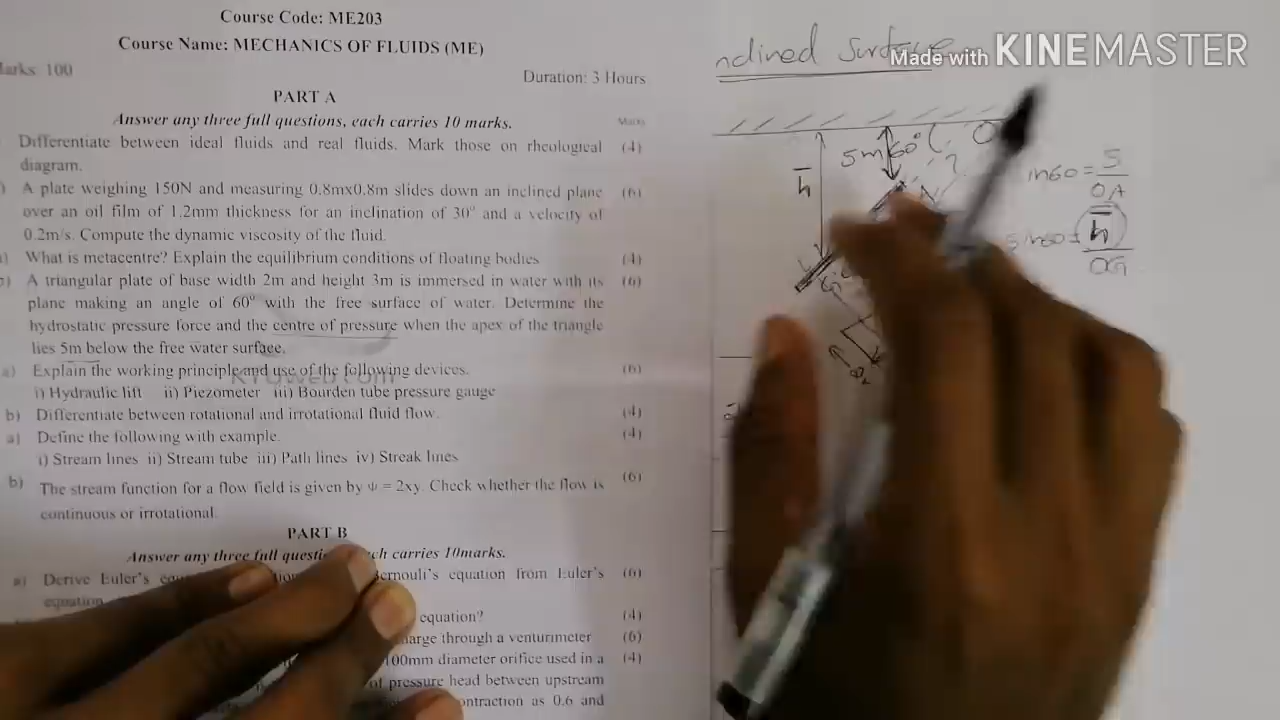 Course Code: ME203
Course Name: MECHANICS OF FLUIDS (ME)
arks: 100
Duration: 3 Hours
PART A
Answer any three full questions, each carries 10 marks.
Marks
Differentiate between ideal fluids and real fluids. Mark those on rheological (4)
diagram.
) A plate weighing 150N and measuring 0.8mx0.8m slides down an inclined plane (6)
over an oil film of 1.2mm thickness for an inclination of 30° and a velocity of
0.2m/s. Compute the dynamic viscosity of the fluid.
) What is metacentre? Explain the equilibrium conditions of floating bodies (4)
) A triangular plate of base width 2m and height 3m is immersed in water with its (6)
plane making an angle of 60° with the free surface of water. Determine the
hydrostatic pressure force and the centre of pressure when the apex of the triangle
lies 5m below the free water surface.
a) Explain the working principle and use of the following devices. (6)
i) Hydraulic lift ii) Piezometer iii) Bourden tube pressure gauge
b) Differentiate between rotational and irrotational fluid flow. (4)
a) Define the following with example. (4)
i) Stream lines ii) Stream tube iii) Path lines iv) Streak lines
b) The stream function for a flow field is given by ψ = 2xy. Check whether the flow is (6)
continuous or irrotational.
PART B
Answer any three full questi ch carries 10marks.
a) Derive Euler's Bernouli's equation from Euler's (6)
equation
equation? (4)
harge through a venturimeter (6)
100mm diameter orifice used in a (4)
of pressure head between upstream
ontraction as 0.6 and
nclined Surface
Made with KINEMASTER
5m 60° O
h
in60 = 5
OA
sin60 = h
OG